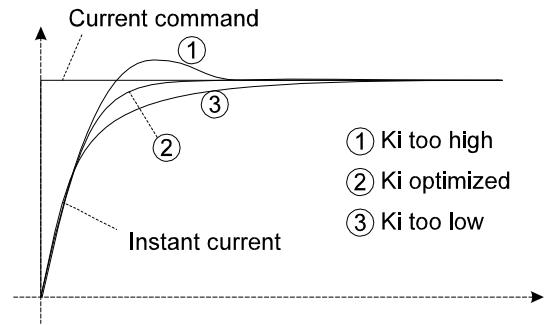 Current command
①
③
②
① Ki too high
② Ki optimized
③ Ki too low
Instant current